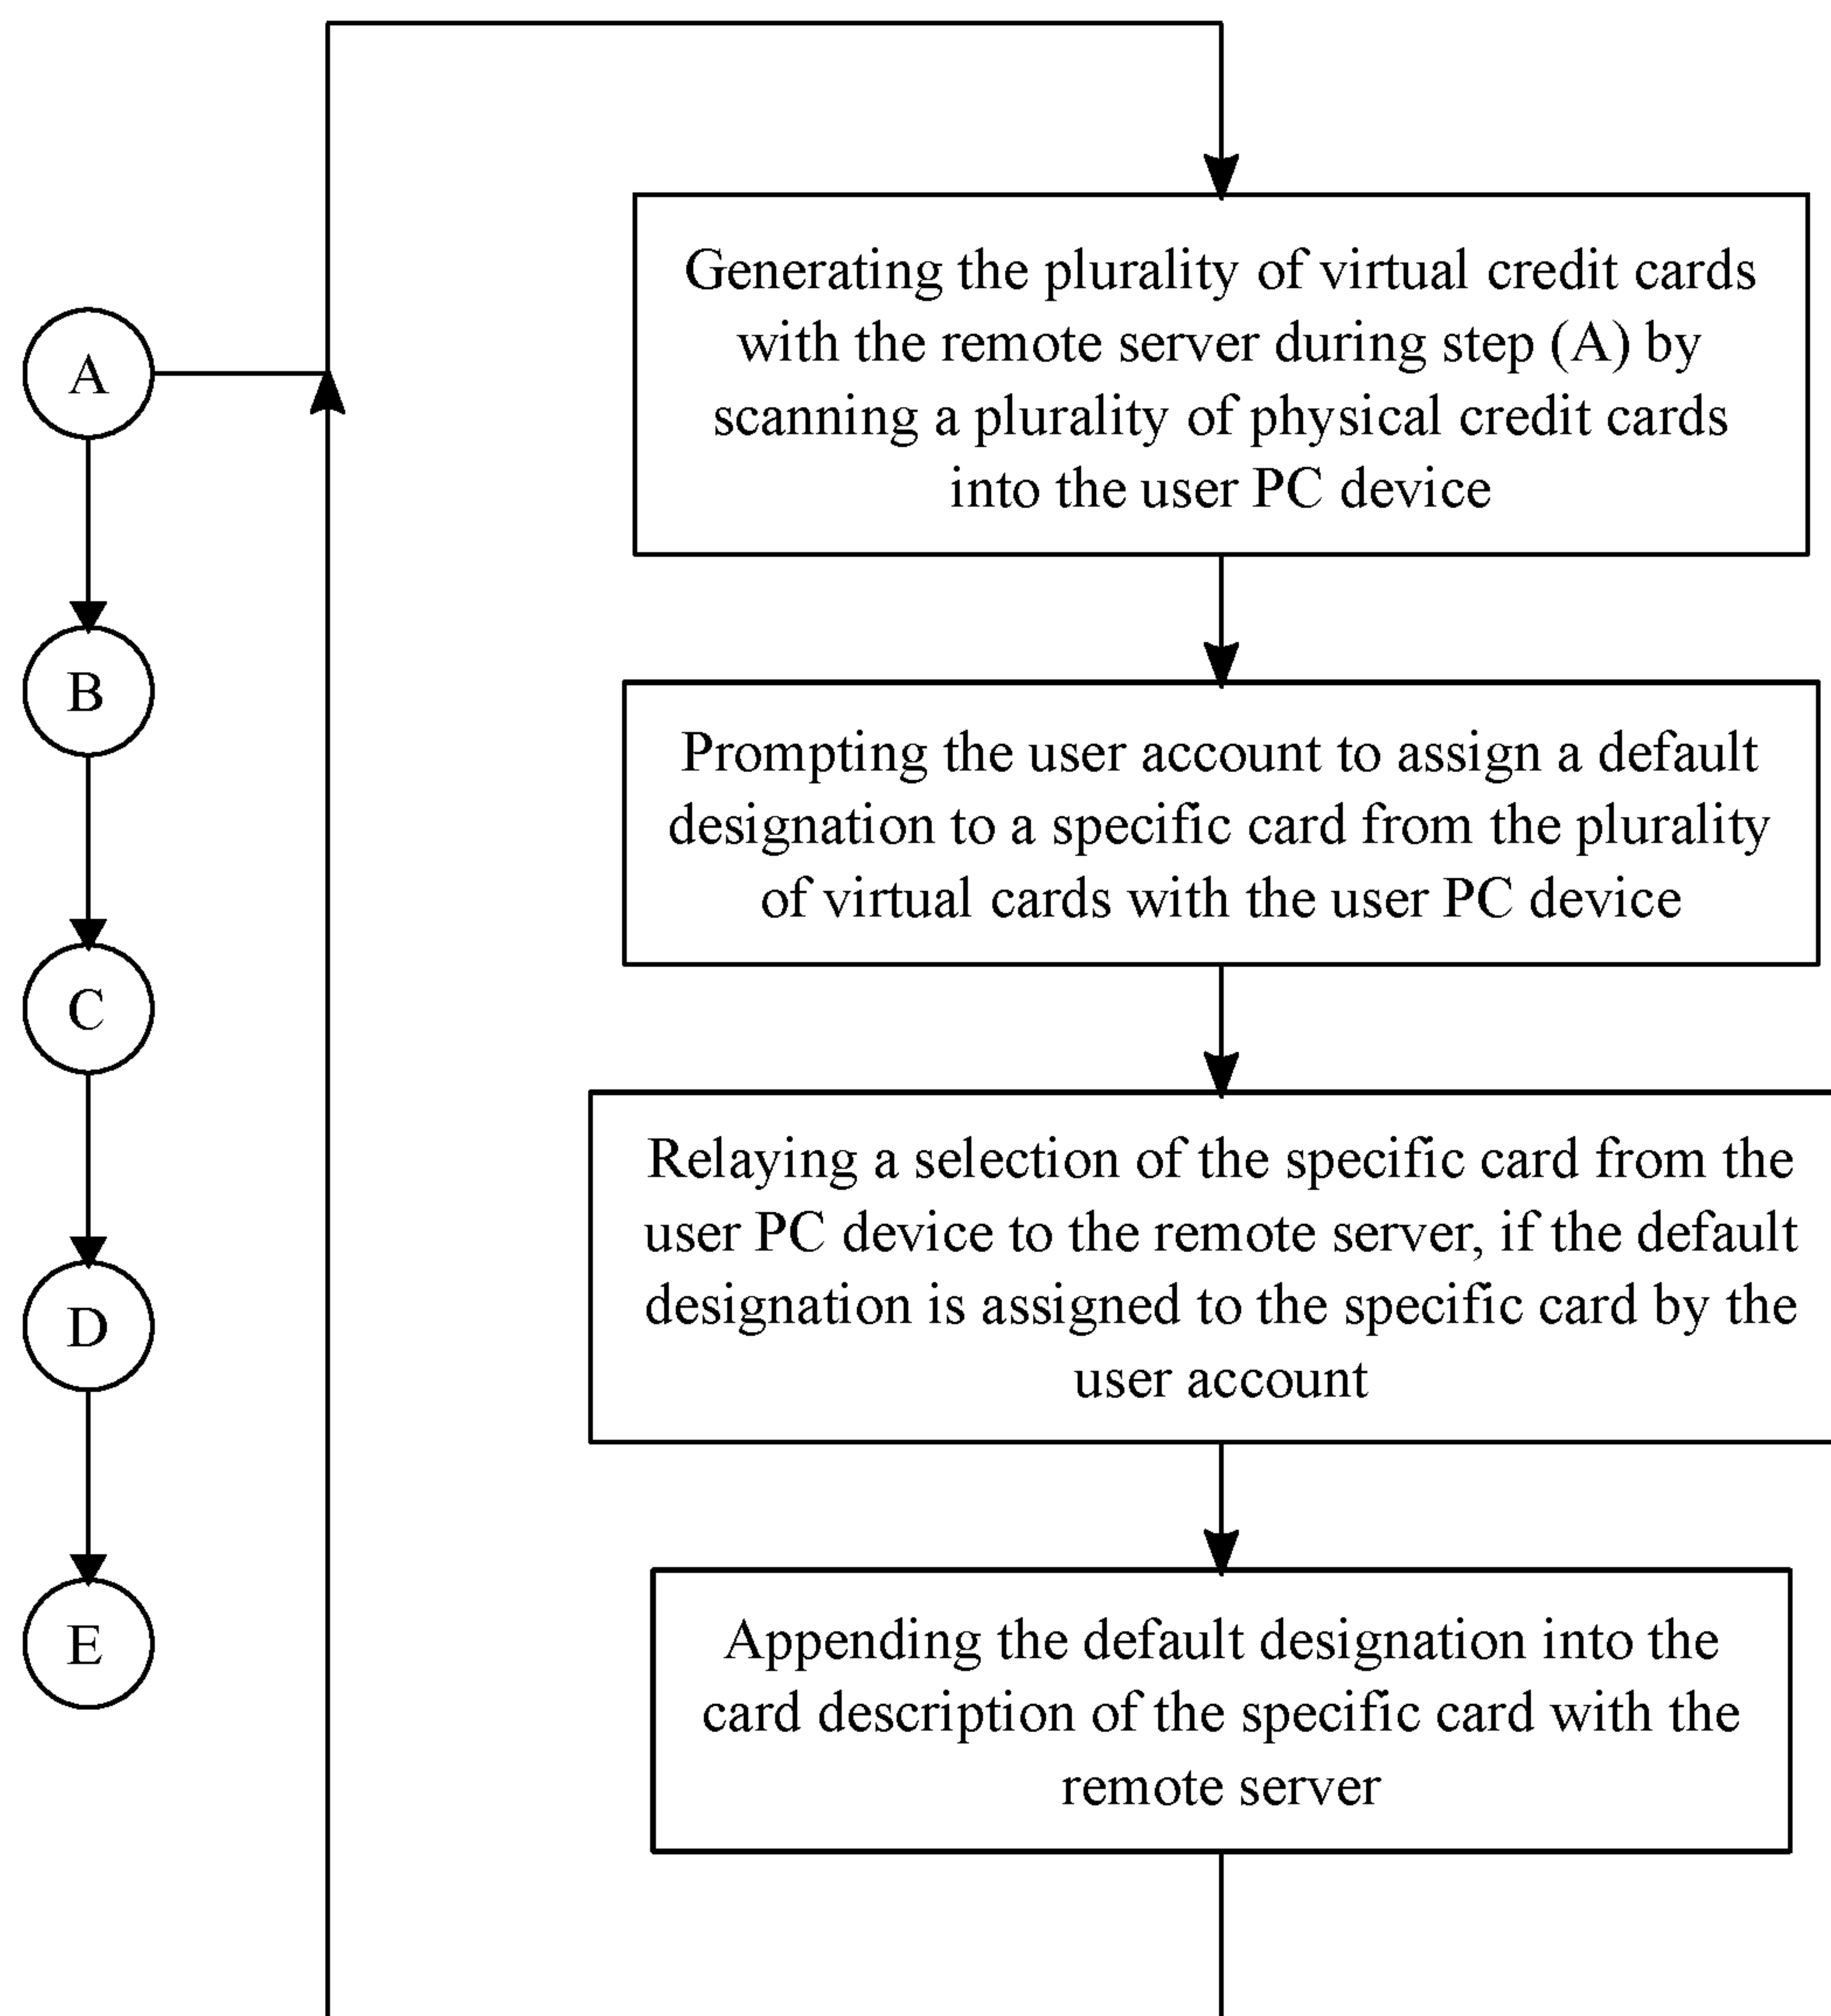 A
B
C
D
E
Generating the plurality of virtual credit cards
with the remote server during step (A) by
scanning a plurality of physical credit cards
into the user PC device
Prompting the user account to assign a default
designation to a specific card from the plurality
of virtual cards with the user PC device
Relaying a selection of the specific card from the
user PC device to the remote server, if the default
designation is assigned to the specific card by the
user account
Appending the default designation into the
card description of the specific card with the
remote server